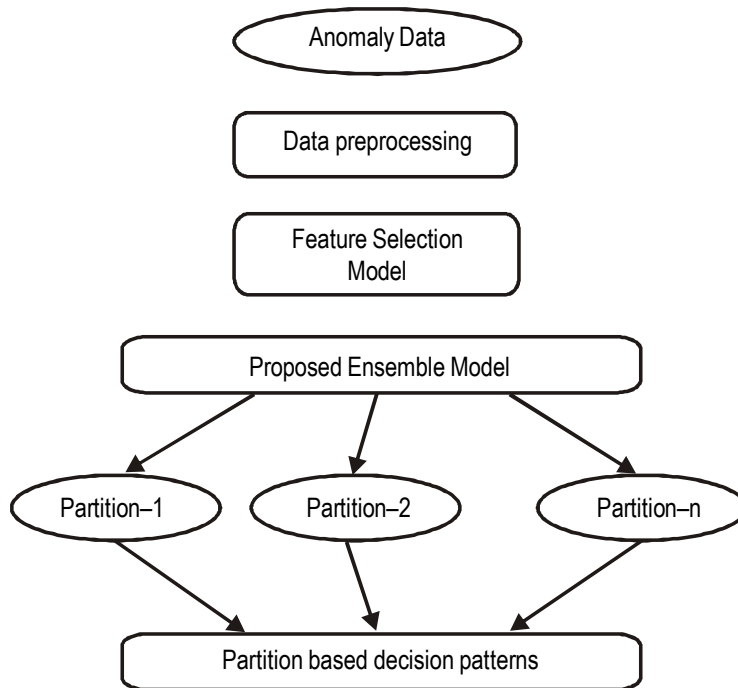 Anomaly Data
Data preprocessing
Feature Selection
Model
Proposed Ensemble Model
Partition–1
Partition–2
Partition–n
Partition based decision patterns